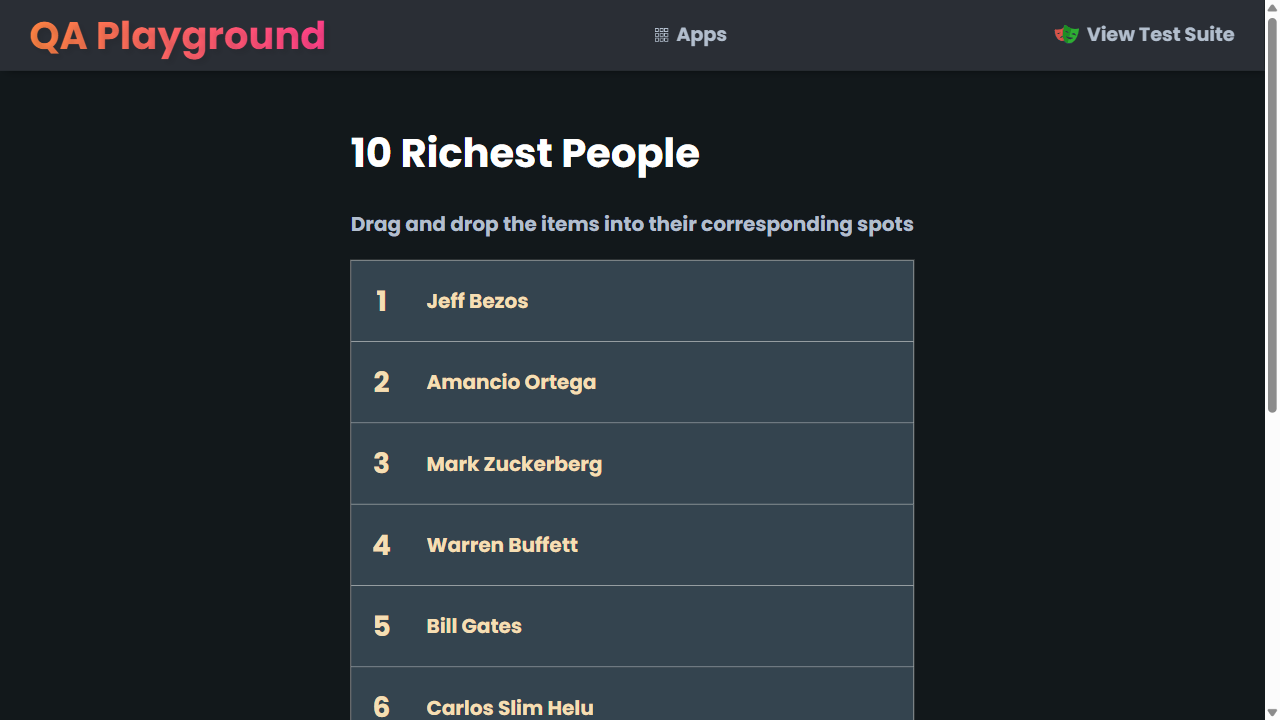 QA Playground
Apps
View Test Suite
10 Richest People
Drag and drop the items into their corresponding spots
1 Jeff Bezos
2 Amancio Ortega
3 Mark Zuckerberg
4 Warren Buffett
5 Bill Gates
6 Carlos Slim Helu